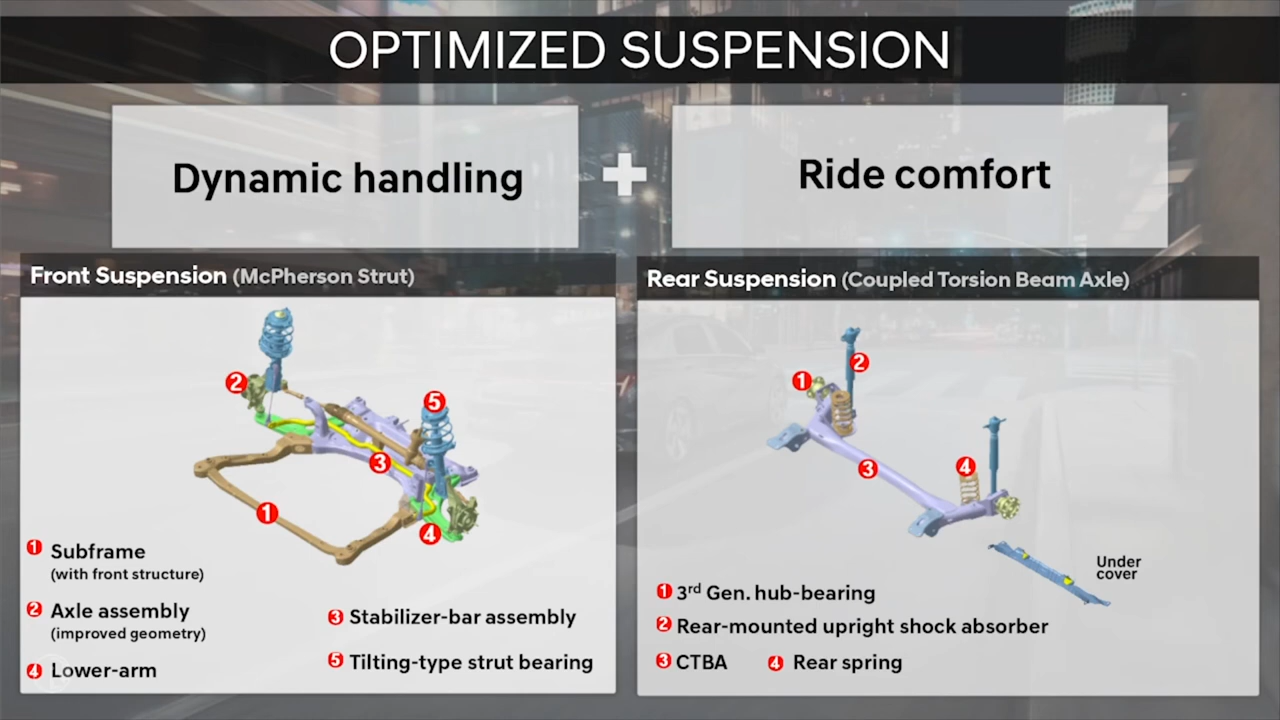 OPTIMIZED SUSPENSION
Dynamic handling
+
Ride comfort
Front Suspension (McPherson Strut)
2
5
3
1
4
1 Subframe
(with front structure)
2 Axle assembly
(improved geometry)
3 Stabilizer-bar assembly
4 Lower-arm
5 Tilting-type strut bearing
Rear Suspension (Coupled Torsion Beam Axle)
1
2
3
4
Under
cover
1 3rd Gen. hub-bearing
2 Rear-mounted upright shock absorber
3 CTBA 4 Rear spring